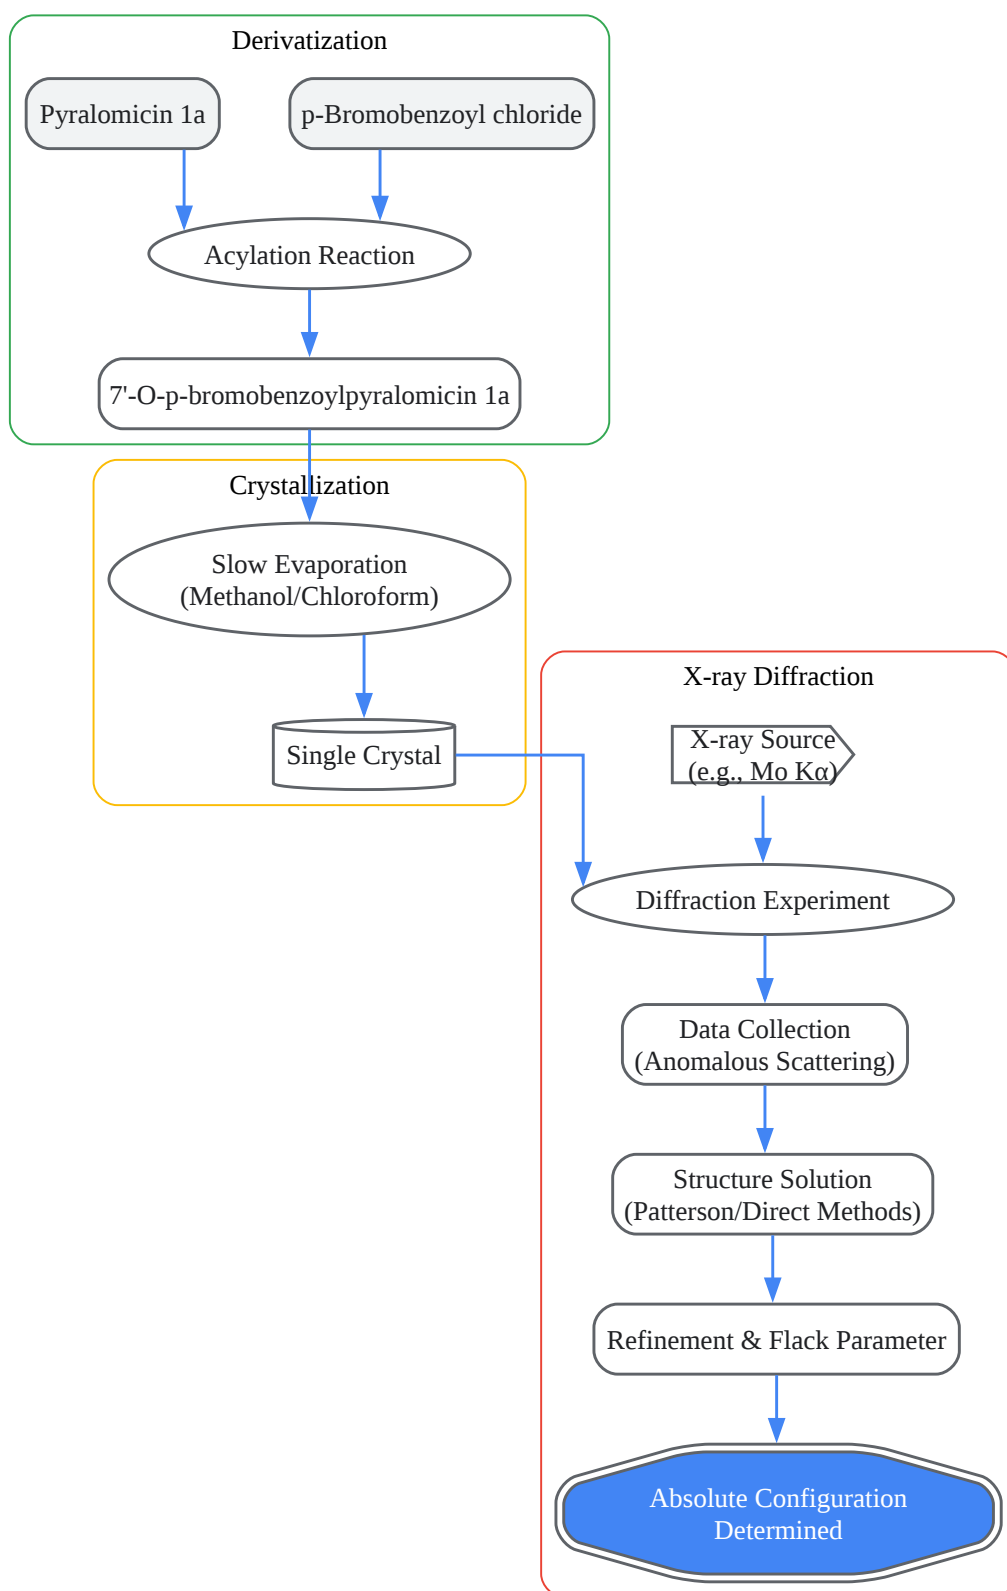 Derivatization
Pyralomicin 1a
p-Bromobenzoyl chloride
Acylation Reaction
7'-O-p-bromobenzoylpyralomicin 1a
Crystallization
Slow Evaporation
(Methanol/Chloroform)
Single Crystal
X-ray Diffraction
X-ray Source
(e.g., Mo Kα)
Diffraction Experiment
Data Collection
(Anomalous Scattering)
Structure Solution
(Patterson/Direct Methods)
Refinement & Flack Parameter
Absolute Configuration
Determined